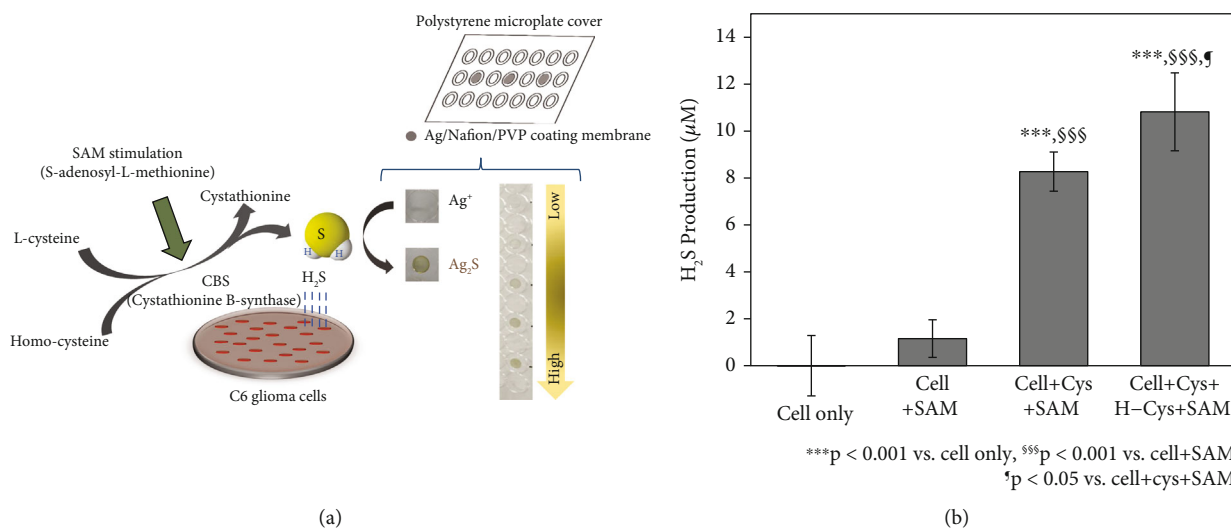 Polystyrene microplate cover
Ag/Nafion/PVP coating membrane
SAM stimulation
(S-adenosyl-L-methionine)
Cystathionine
L-cysteine
CBS
(Cystathionine B-synthase)
Homo-cysteine
S
H H
H₂S
C6 glioma cells
Ag⁺
Ag₂S
Low
High
(a)
H₂S Production (μM)
14
12
10
8
6
4
2
0
***,§§§
***,§§§,¶
Cell only
Cell
+SAM
Cell+Cys
+SAM
Cell+Cys+
H−Cys+SAM
***p < 0.001 vs. cell only, §§§p < 0.001 vs. cell+SAM
¶p < 0.05 vs. cell+cys+SAM
(b)